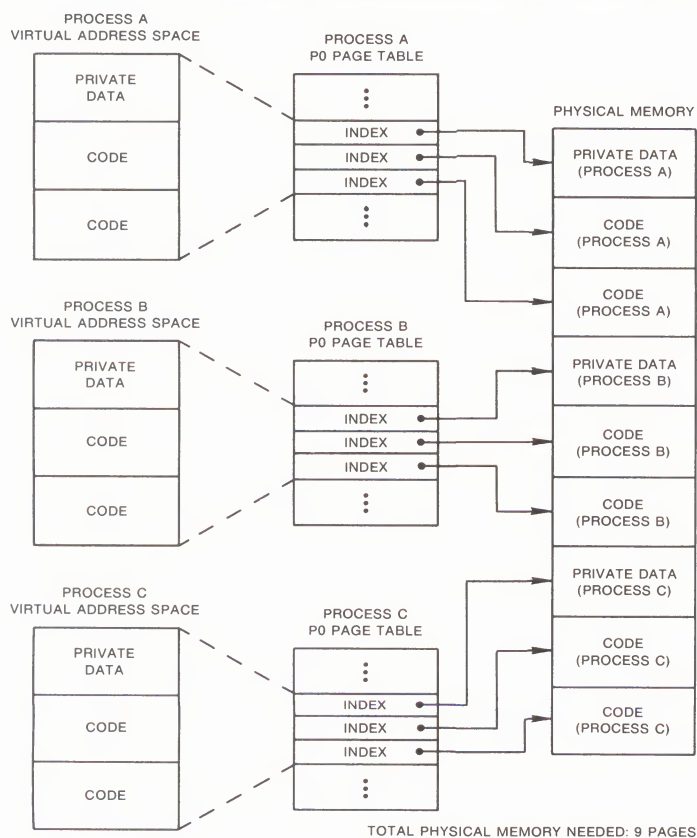 PROCESS A
VIRTUAL ADDRESS SPACE
PRIVATE
DATA
CODE
CODE
PROCESS A
P0 PAGE TABLE
INDEX
INDEX
INDEX
PHYSICAL MEMORY
PRIVATE DATA
(PROCESS A)
CODE
(PROCESS A)
CODE
(PROCESS A)
PRIVATE DATA
(PROCESS B)
CODE
(PROCESS B)
CODE
(PROCESS B)
PRIVATE DATA
(PROCESS C)
CODE
(PROCESS C)
CODE
(PROCESS C)
PROCESS B
VIRTUAL ADDRESS SPACE
PRIVATE
DATA
CODE
CODE
PROCESS B
P0 PAGE TABLE
INDEX
INDEX
INDEX
PROCESS C
VIRTUAL ADDRESS SPACE
PRIVATE
DATA
CODE
CODE
PROCESS C
P0 PAGE TABLE
INDEX
INDEX
INDEX
TOTAL PHYSICAL MEMORY NEEDED: 9 PAGES